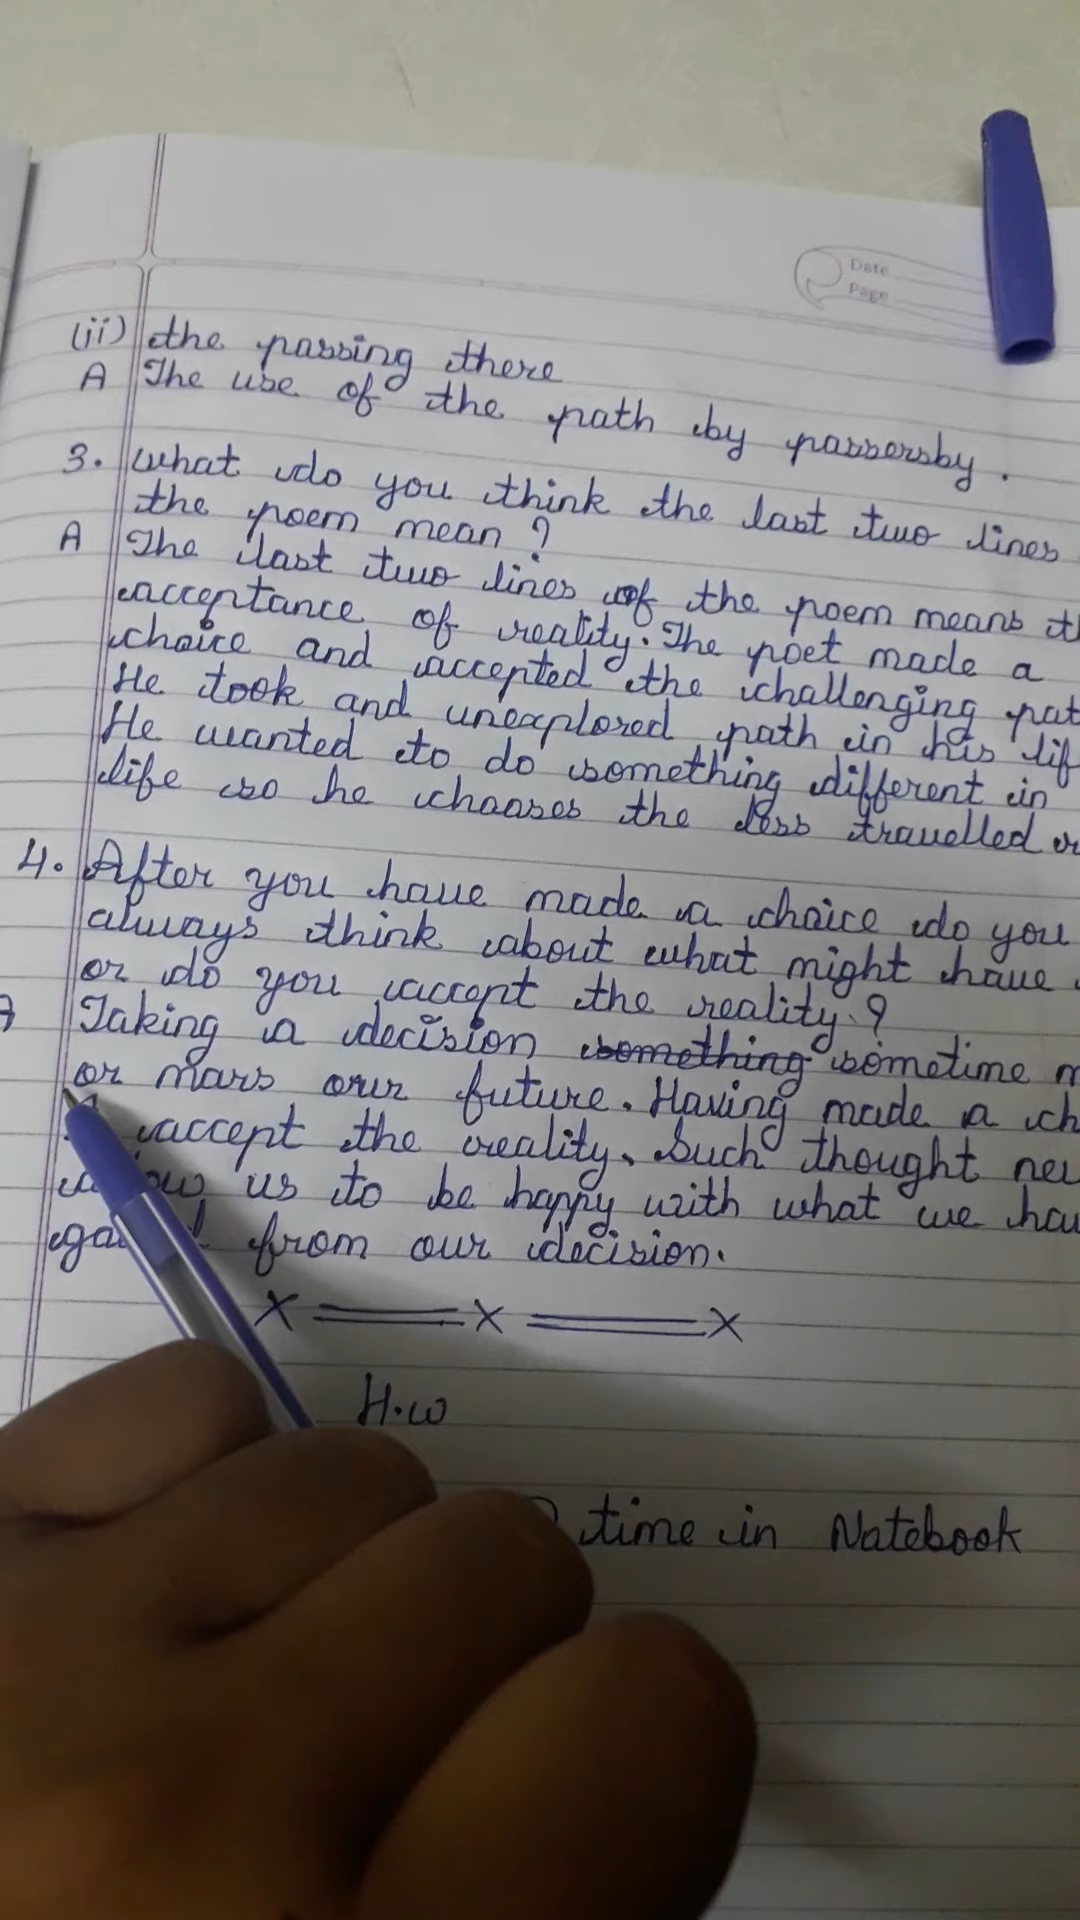 Date
Page
(ii) the passing there
A The use of the path by passersby.
3. What do you think the last two lines
the poem mean ?
A The last two lines of the poem means
acceptance of reality. The poet made a
choice and accepted the challenging
He took and unexplored path in his
He wanted to do something different in
life so he chooses the less travelled
4. After you have made a choice do you
always think about what might have
or do you accept the reality.?
Taking a decision something sometime
or mars our future. Having made a
accept the reality. Such thought
us to be happy with what we
from our decision.
X X X
H.w
time in Notebook